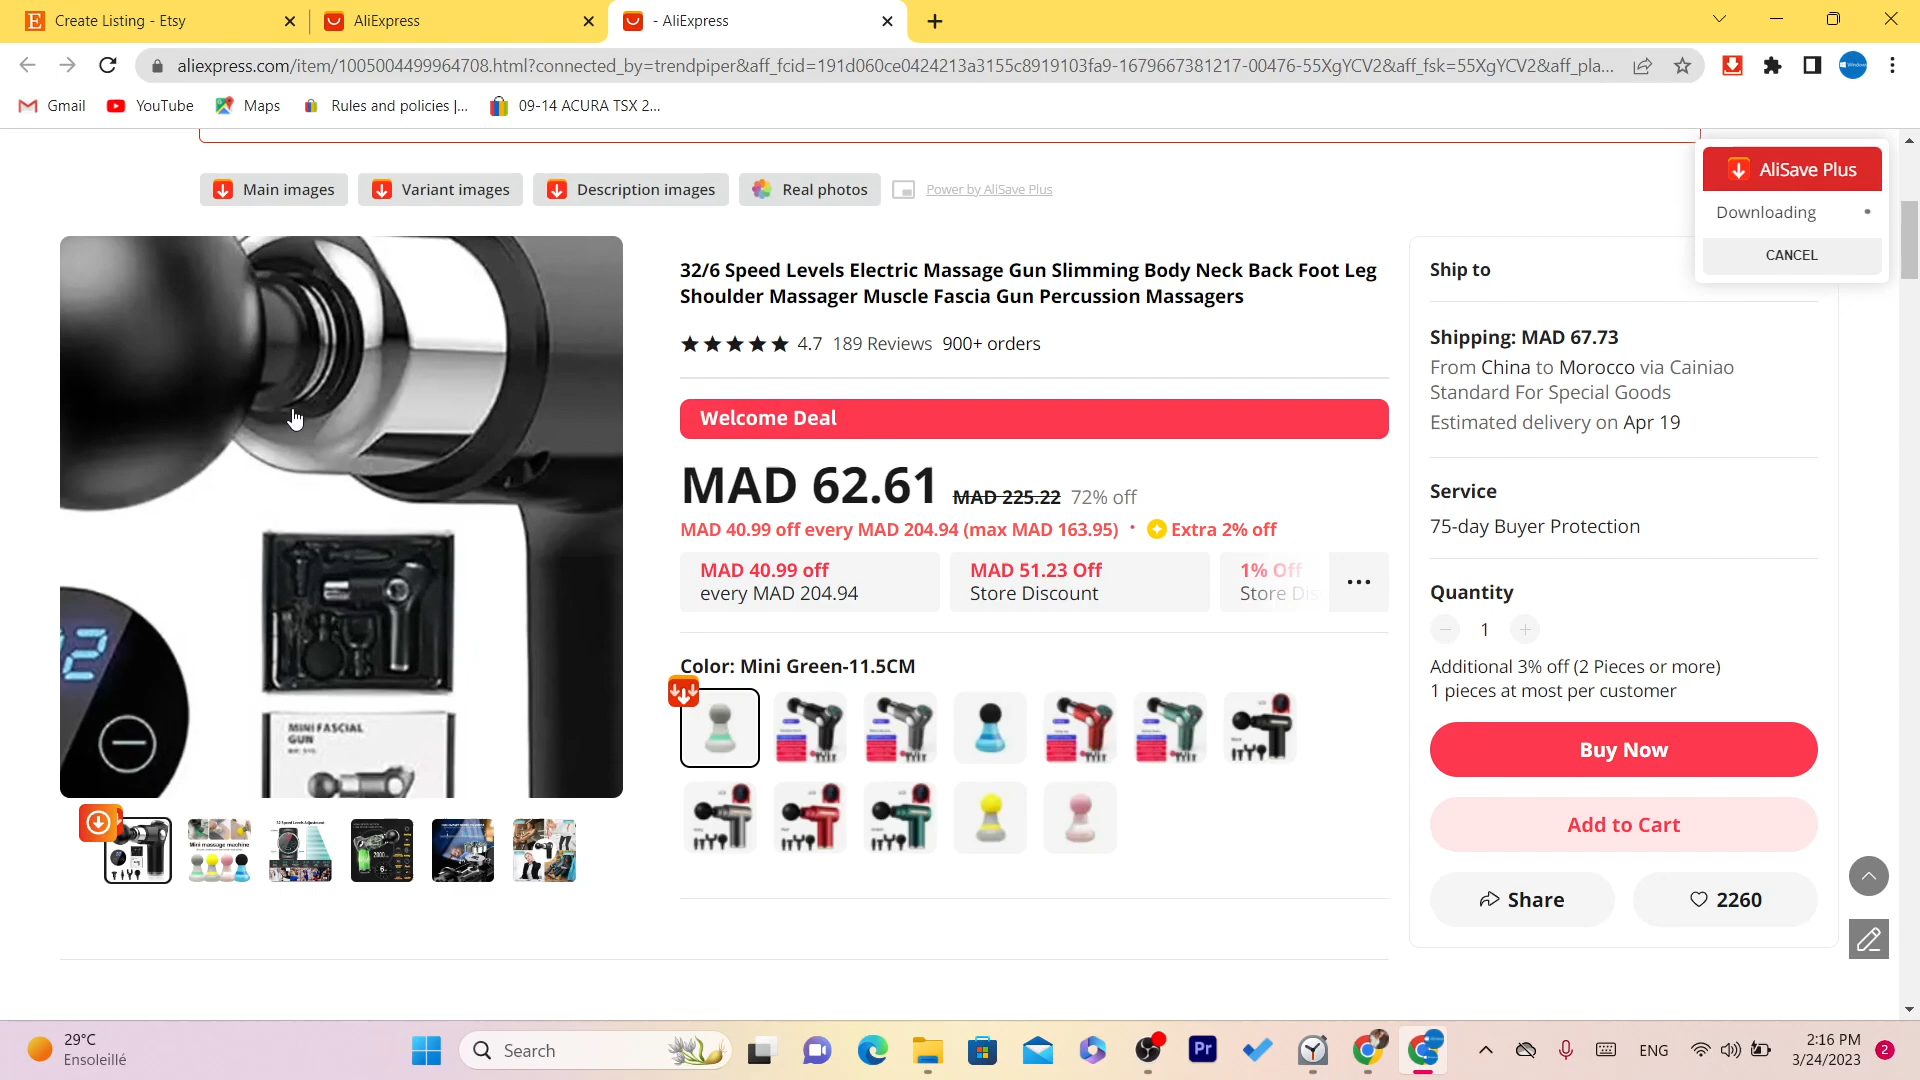 Create Listing - Etsy
AliExpress
- AliExpress
aliexpress.com/item/1005004499964708.html?connected_by=trendpiper&aff_fcid=191d060ce0424213a3155c8919103fa9-1679667381217-00476-55XgYCV2&aff_fsk=55XgYCV2&aff_pla...
Gmail
YouTube
Maps
Rules and policies |...
09-14 ACURA TSX 2...
AliSave Plus
Downloading
CANCEL
Main images
Variant images
Description images
Real photos
Power by AliSave Plus
MINI FASCIAL
GUN
32/6 Speed Levels Electric Massage Gun Slimming Body Neck Back Foot Leg
Shoulder Massager Muscle Fascia Gun Percussion Massagers
4.7 189 Reviews 900+ orders
Welcome Deal
MAD 62.61 MAD 225.22 72% off
MAD 40.99 off every MAD 204.94 (max MAD 163.95) · Extra 2% off
MAD 40.99 off
every MAD 204.94
MAD 51.23 Off
Store Discount
1% Off
Store Dis
...
Color: Mini Green-11.5CM
Ship to
Shipping: MAD 67.73
From China to Morocco via Cainiao
Standard For Special Goods
Estimated delivery on Apr 19
Service
75-day Buyer Protection
Quantity
1
Additional 3% off (2 Pieces or more)
1 pieces at most per customer
Buy Now
Add to Cart
Share
2260
Mini massage machine
29°C
Ensoleillé
Search
Pr
ENG
2:16 PM
3/24/2023
2